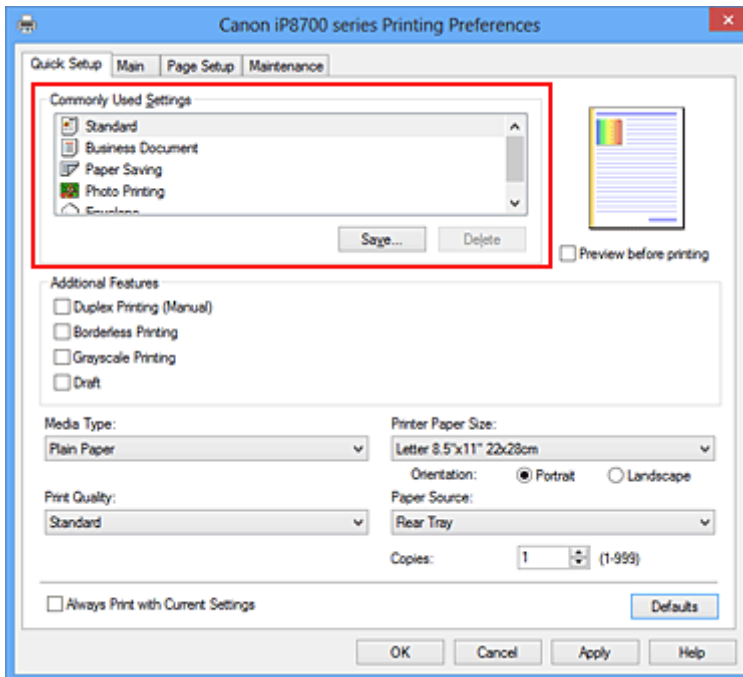 Canon iP8700 series Printing Preferences
Quick Setup Main Page Setup Maintenance
Commonly Used Settings
Standard
Business Document
Paper Saving
Photo Printing
Envelope
Save... Delete
Preview before printing
Additional Features
Duplex Printing (Manual)
Borderless Printing
Grayscale Printing
Draft
Media Type:
Plain Paper
Printer Paper Size:
Letter 8.5"x11" 22x28cm
Orientation: Portrait Landscape
Print Quality:
Standard
Paper Source:
Rear Tray
Copies: 1 (1-999)
Always Print with Current Settings
Defaults
OK Cancel Apply Help